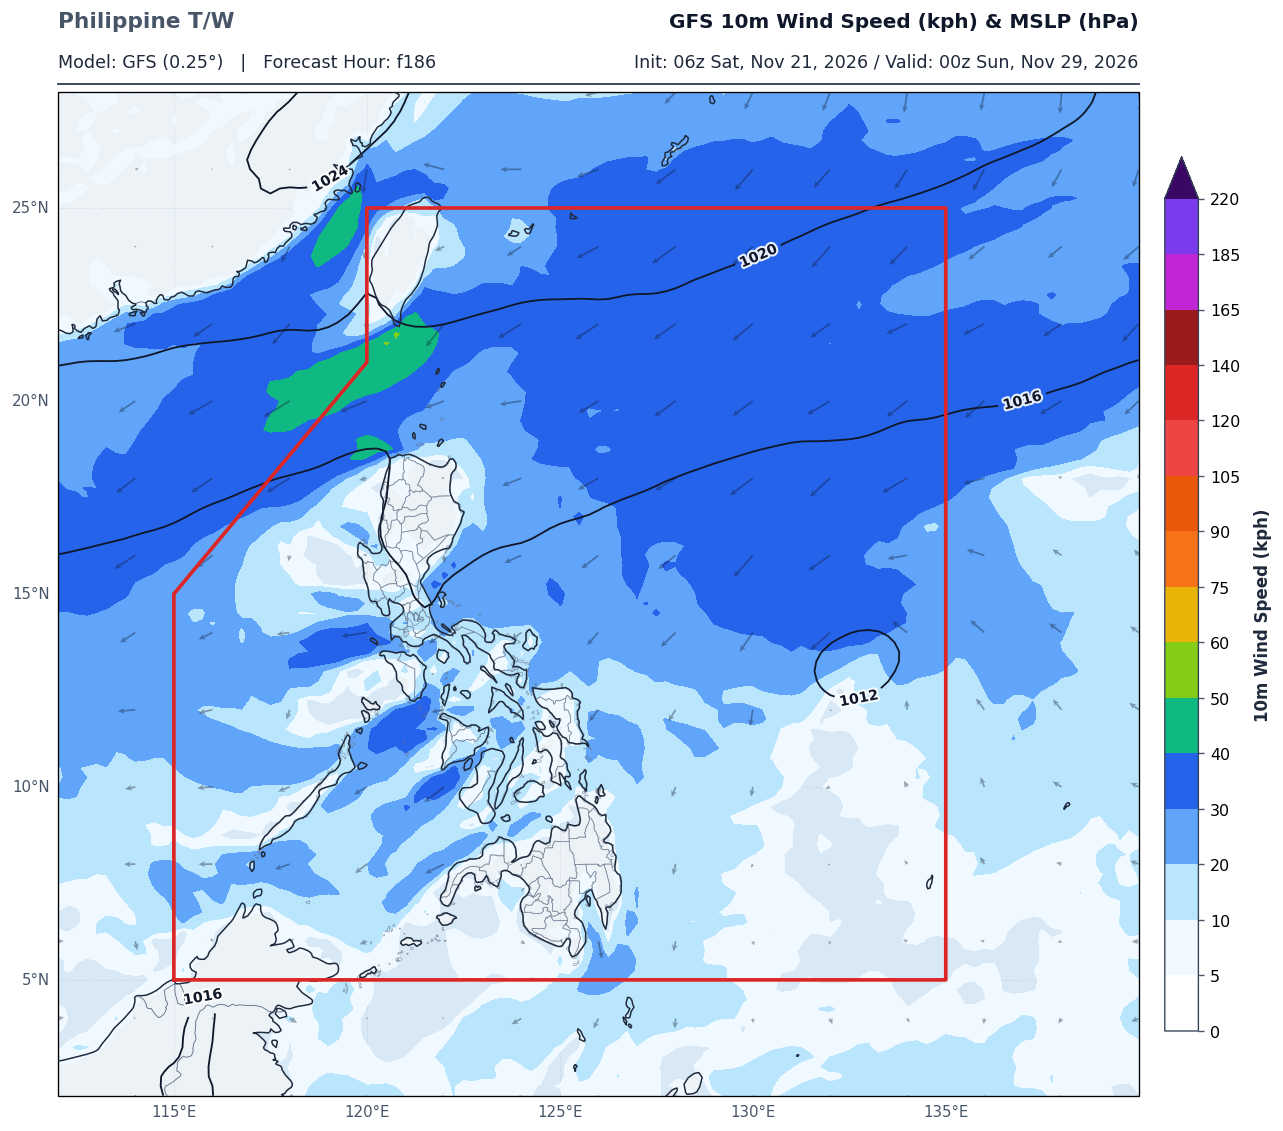 Philippine T/W
GFS 10m Wind Speed (kph) & MSLP (hPa)
Model: GFS (0.25°)   |   Forecast Hour: f186
Init: 06z Sat, Nov 21, 2026 / Valid: 00z Sun, Nov 29, 2026
1024
1020
1016
1012
1016
25°N
20°N
15°N
10°N
5°N
115°E
120°E
125°E
130°E
135°E
220
185
165
140
120
105
90
75
60
50
40
30
20
10
5
0
10m Wind Speed (kph)